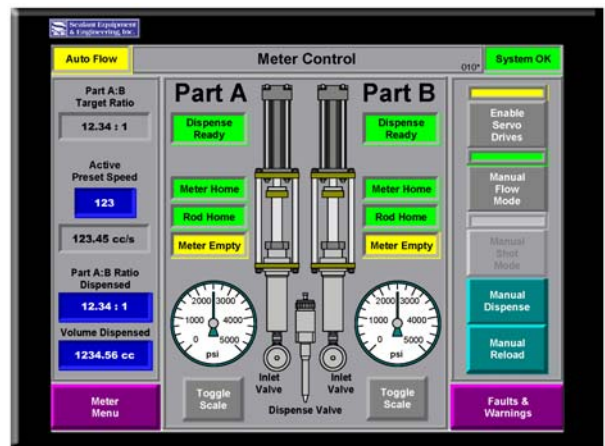 Sealant Equipment
& Engineering, Inc.
Auto Flow
Meter Control
010*
System OK
Part A:B
Target Ratio
12.34 : 1
Active
Preset Speed
123
123.45 cc/s
Part A:B Ratio
Dispensed
12.34 : 1
Volume Dispensed
1234.56 cc
Meter
Menu
Part A
Dispense
Ready
Meter Home
Rod Home
Meter Empty
2000 3000
1000 4000
0 5000
psi
Toggle
Scale
Inlet
Valve
Dispense Valve
Inlet
Valve
Part B
Dispense
Ready
Meter Home
Rod Home
Meter Empty
2000 3000
1000 4000
0 5000
psi
Toggle
Scale
Enable
Servo
Drives
Manual
Flow
Mode
Manual
Shot
Mode
Manual
Dispense
Manual
Reload
Faults &
Warnings